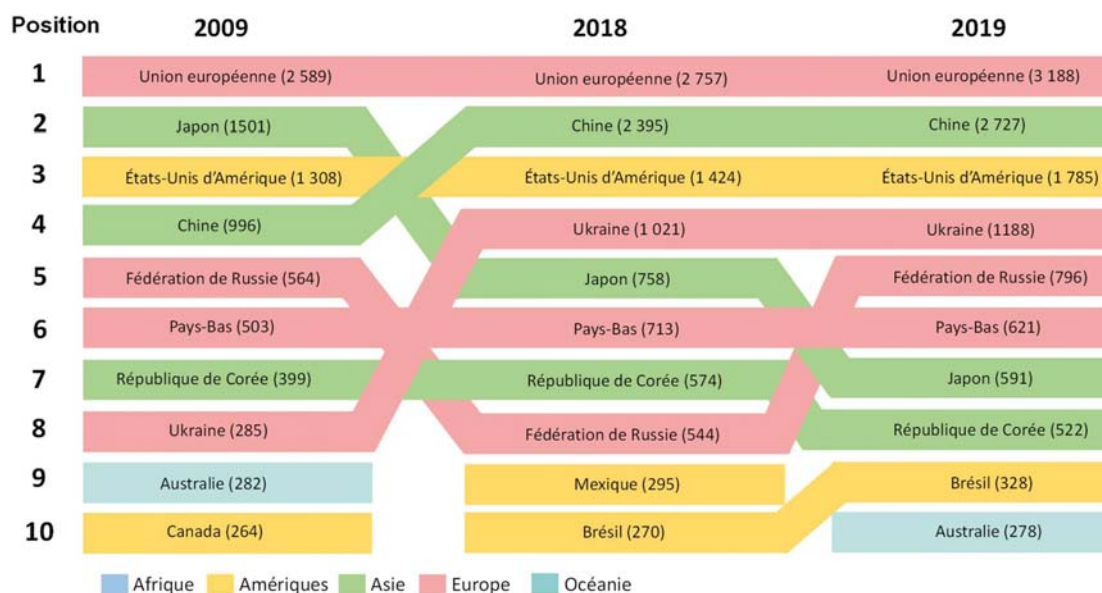 Position 2009 2018 2019
1 Union européenne (2 589) Union européenne (2 757) Union européenne (3 188)
2 Japon (1501) Chine (2 395) Chine (2 727)
3 États-Unis d'Amérique (1 308) États-Unis d'Amérique (1 424) États-Unis d'Amérique (1 785)
4 Chine (996) Ukraine (1 021) Ukraine (1188)
5 Fédération de Russie (564) Japon (758) Fédération de Russie (796)
6 Pays-Bas (503) Pays-Bas (713) Pays-Bas (621)
7 République de Corée (399) République de Corée (574) Japon (591)
8 Ukraine (285) Fédération de Russie (544) République de Corée (522)
9 Australie (282) Mexique (295) Brésil (328)
10 Canada (264) Brésil (270) Australie (278)
Afrique Amériques Asie Europe Océanie